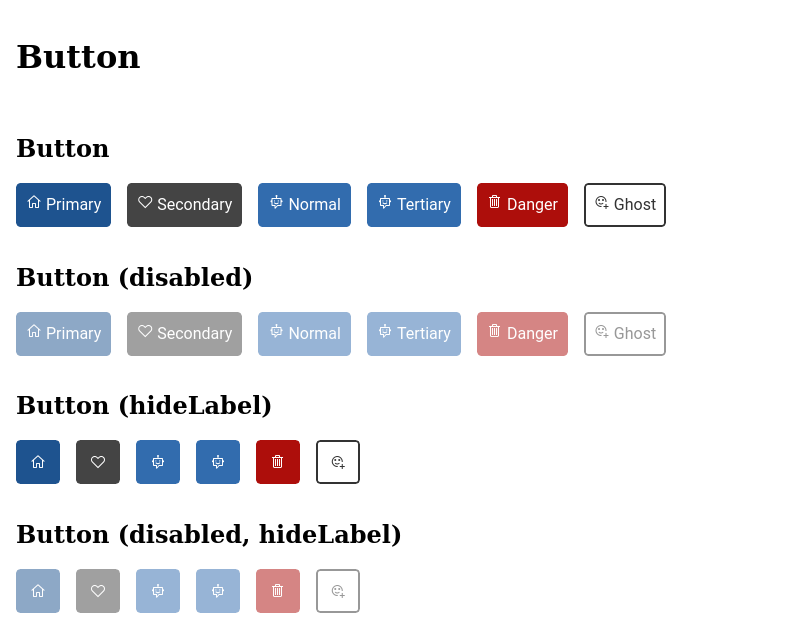 Button
Button
Primary Secondary Normal Tertiary Danger Ghost
Button (disabled)
Primary Secondary Normal Tertiary Danger Ghost
Button (hideLabel)
Button (disabled, hideLabel)